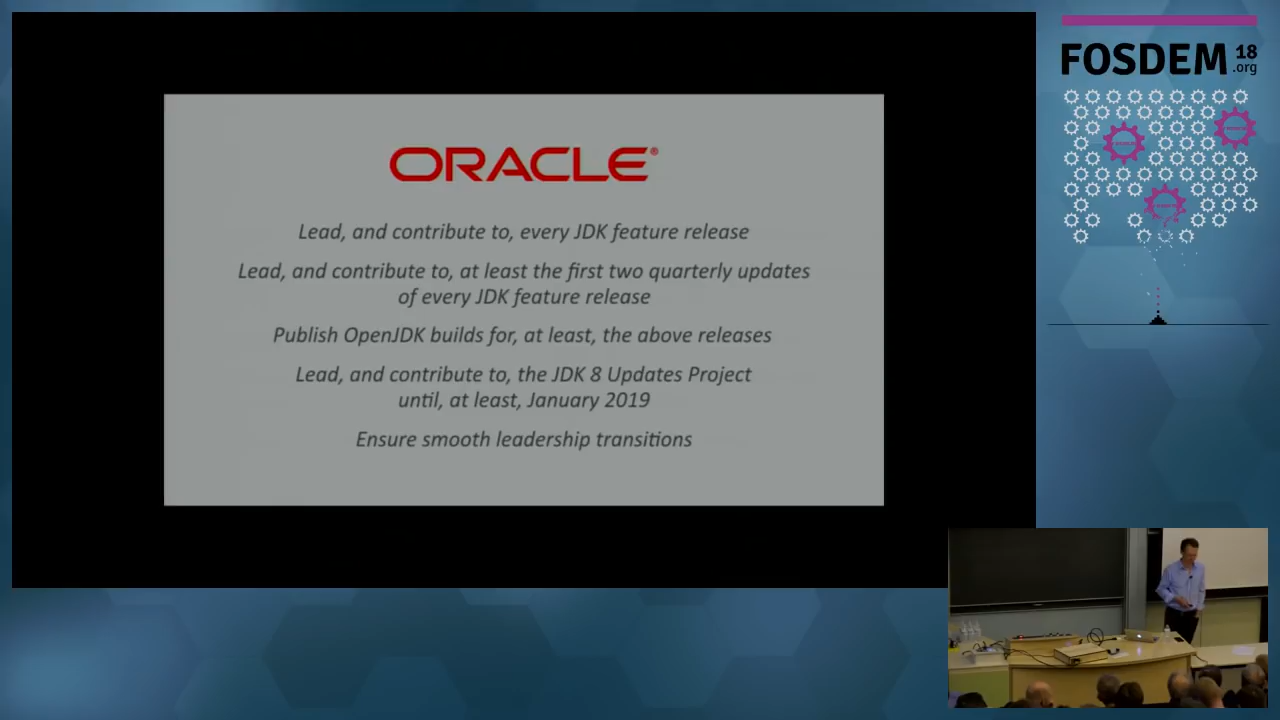 FOSDEM 18
.org
ORACLE®
Lead, and contribute to, every JDK feature release
Lead, and contribute to, at least the first two quarterly updates
of every JDK feature release
Publish OpenJDK builds for, at least, the above releases
Lead, and contribute to, the JDK 8 Updates Project
until, at least, January 2019
Ensure smooth leadership transitions